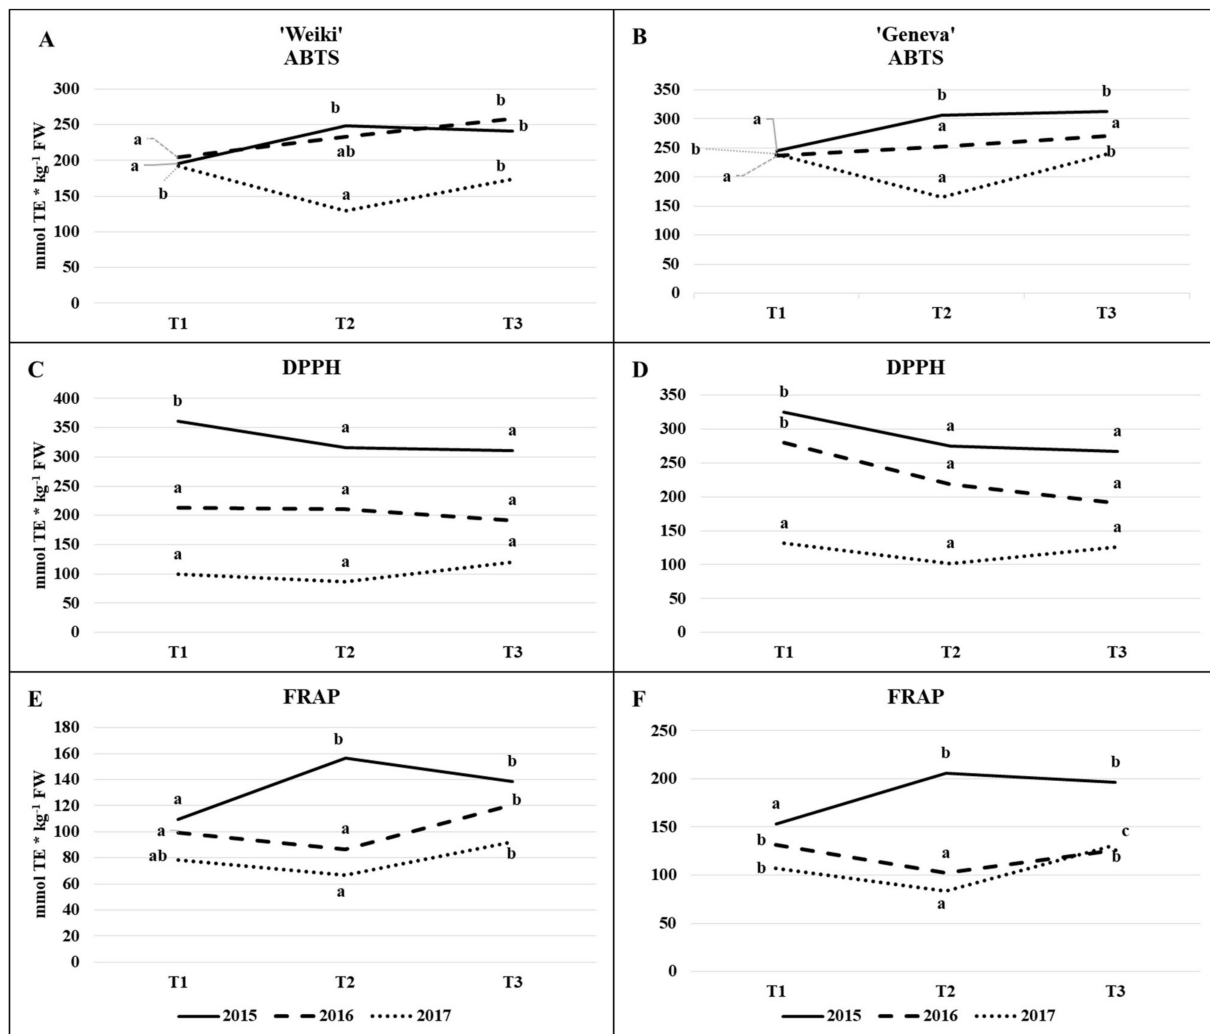 A
'Weiki'
ABTS
mmol TE * kg⁻¹ FW
300
250
200
150
100
50
0
a
a
b
b
ab
a
b
b
b
T1
T2
T3
B
'Geneva'
ABTS
350
300
250
200
150
100
50
0
a
b
a
b
a
a
b
a
b
T1
T2
T3
C
DPPH
mmol TE * kg⁻¹ FW
400
350
300
250
200
150
100
50
0
b
a
a
a
a
a
a
a
a
T1
T2
T3
D
DPPH
350
300
250
200
150
100
50
0
b
b
a
a
a
a
a
a
a
T1
T2
T3
E
FRAP
mmol TE * kg⁻¹ FW
180
160
140
120
100
80
60
40
20
0
a
a
ab
b
a
a
b
b
b
T1
T2
T3
2015
2016
2017
F
FRAP
250
200
150
100
50
0
a
b
b
b
a
a
b
c
b
T1
T2
T3
2015
2016
2017